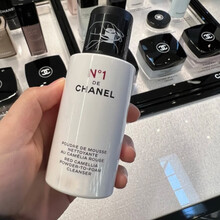 N°1
DE
CHANEL
POUDRE DE MOUSSE
NETTOYANTE
AU CAMÉLIA ROUGE
RED CAMELLIA
POWDER-TO-FOAM
CLEANSER